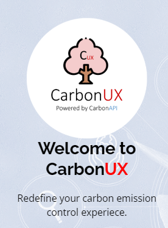 Cux
CarbonUX
Powered by CarbonAPI
Welcome to
CarbonUX
Redefine your carbon emission
control experiece.